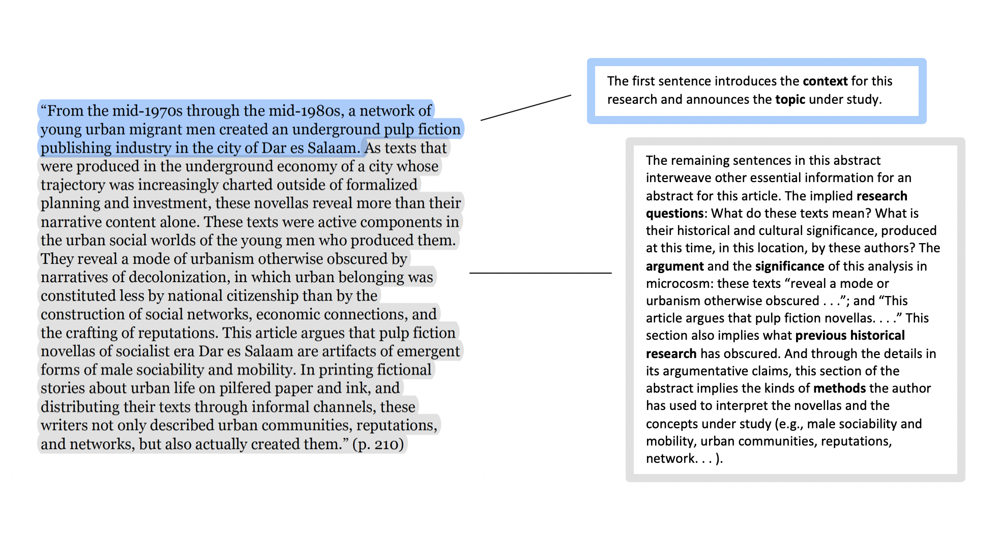 “From the mid-1970s through the mid-1980s, a network of
young urban migrant men created an underground pulp fiction
publishing industry in the city of Dar es Salaam. As texts that
were produced in the underground economy of a city whose
trajectory was increasingly charted outside of formalized
planning and investment, these novellas reveal more than their
narrative content alone. These texts were active components in
the urban social worlds of the young men who produced them.
They reveal a mode of urbanism otherwise obscured by
narratives of decolonization, in which urban belonging was
constituted less by national citizenship than by the
construction of social networks, economic connections, and
the crafting of reputations. This article argues that pulp fiction
novellas of socialist era Dar es Salaam are artifacts of emergent
forms of male sociability and mobility. In printing fictional
stories about urban life on pilfered paper and ink, and
distributing their texts through informal channels, these
writers not only described urban communities, reputations,
and networks, but also actually created them.” (p. 210)
The first sentence introduces the context for this
research and announces the topic under study.
The remaining sentences in this abstract
interweave other essential information for an
abstract for this article. The implied research
questions: What do these texts mean? What is
their historical and cultural significance, produced
at this time, in this location, by these authors? The
argument and the significance of this analysis in
microcosm: these texts “reveal a mode or
urbanism otherwise obscured . . .”; and “This
article argues that pulp fiction novellas. . . .” This
section also implies what previous historical
research has obscured. And through the details in
its argumentative claims, this section of the
abstract implies the kinds of methods the author
has used to interpret the novellas and the
concepts under study (e.g., male sociability and
mobility, urban communities, reputations,
network. . . ).